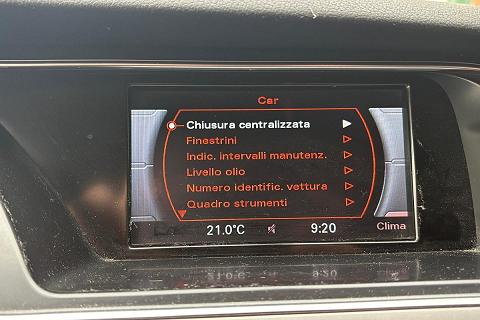 Car
Chiusura centralizzata
Finestrini
Indic. intervalli manutenz.
Livello olio
Numero identific. vettura
Quadro strumenti
21.0°C 9:20 Clima